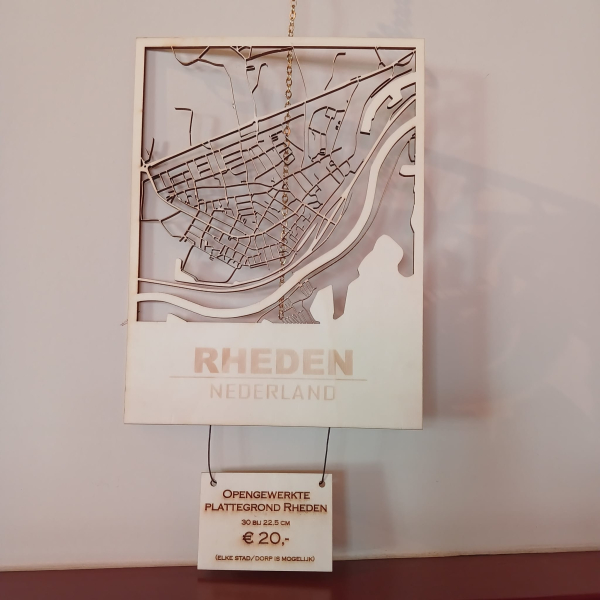 RHEDEN
NEDERLAND
OPENGEWERKTE
PLATTEGROND RHEDEN
30 BIJ 22.5 CM
€ 20,-
(ELKE STAD/DORP IS MOGELIJK)